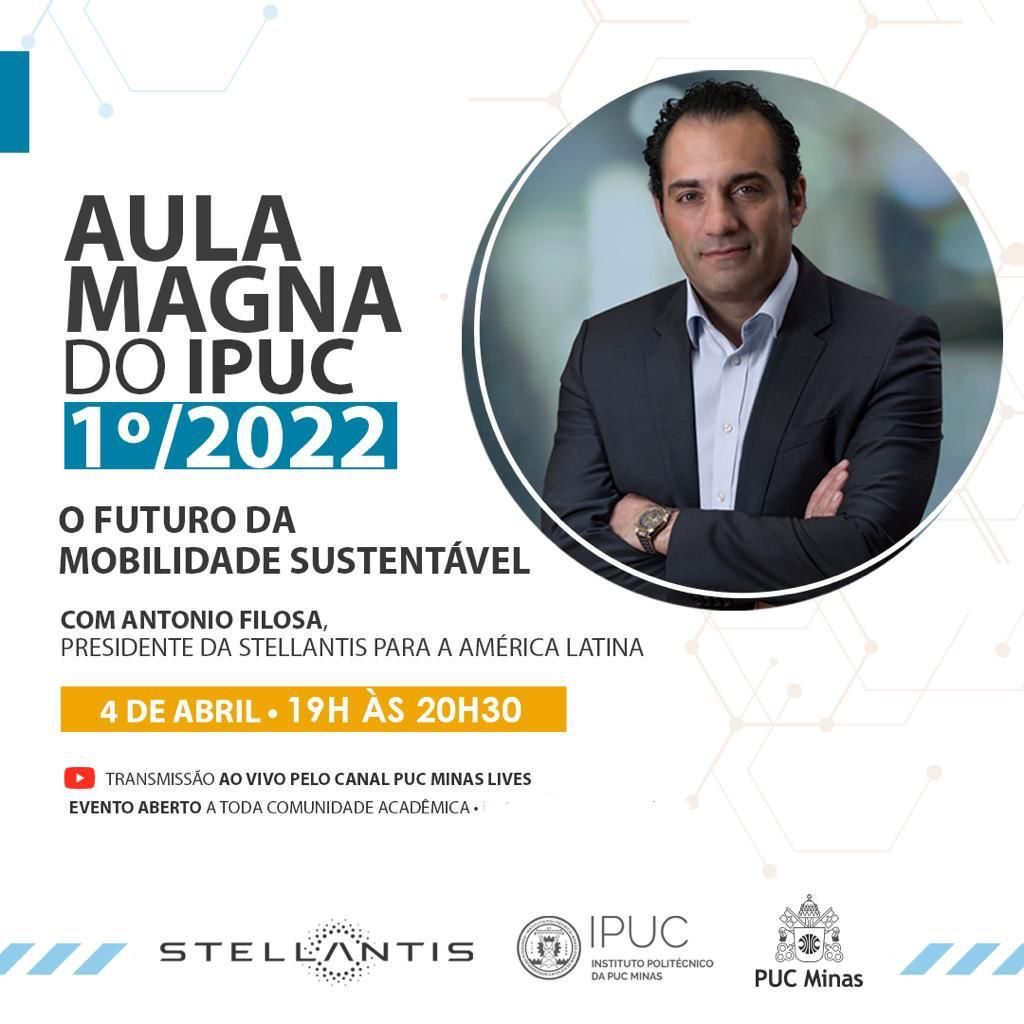 AULA
MAGNA
DO IPUC
1º/2022
O FUTURO DA
MOBILIDADE SUSTENTÁVEL
COM ANTONIO FILOSA,
PRESIDENTE DA STELLANTIS PARA A AMÉRICA LATINA
4 DE ABRIL • 19H ÀS 20H30
TRANSMISSÃO AO VIVO PELO CANAL PUC MINAS LIVES
EVENTO ABERTO A TODA COMUNIDADE ACADÊMICA •
STELLANTIS
IPUC
INSTITUTO POLITÉCNICO
DA PUC MINAS
PUC Minas